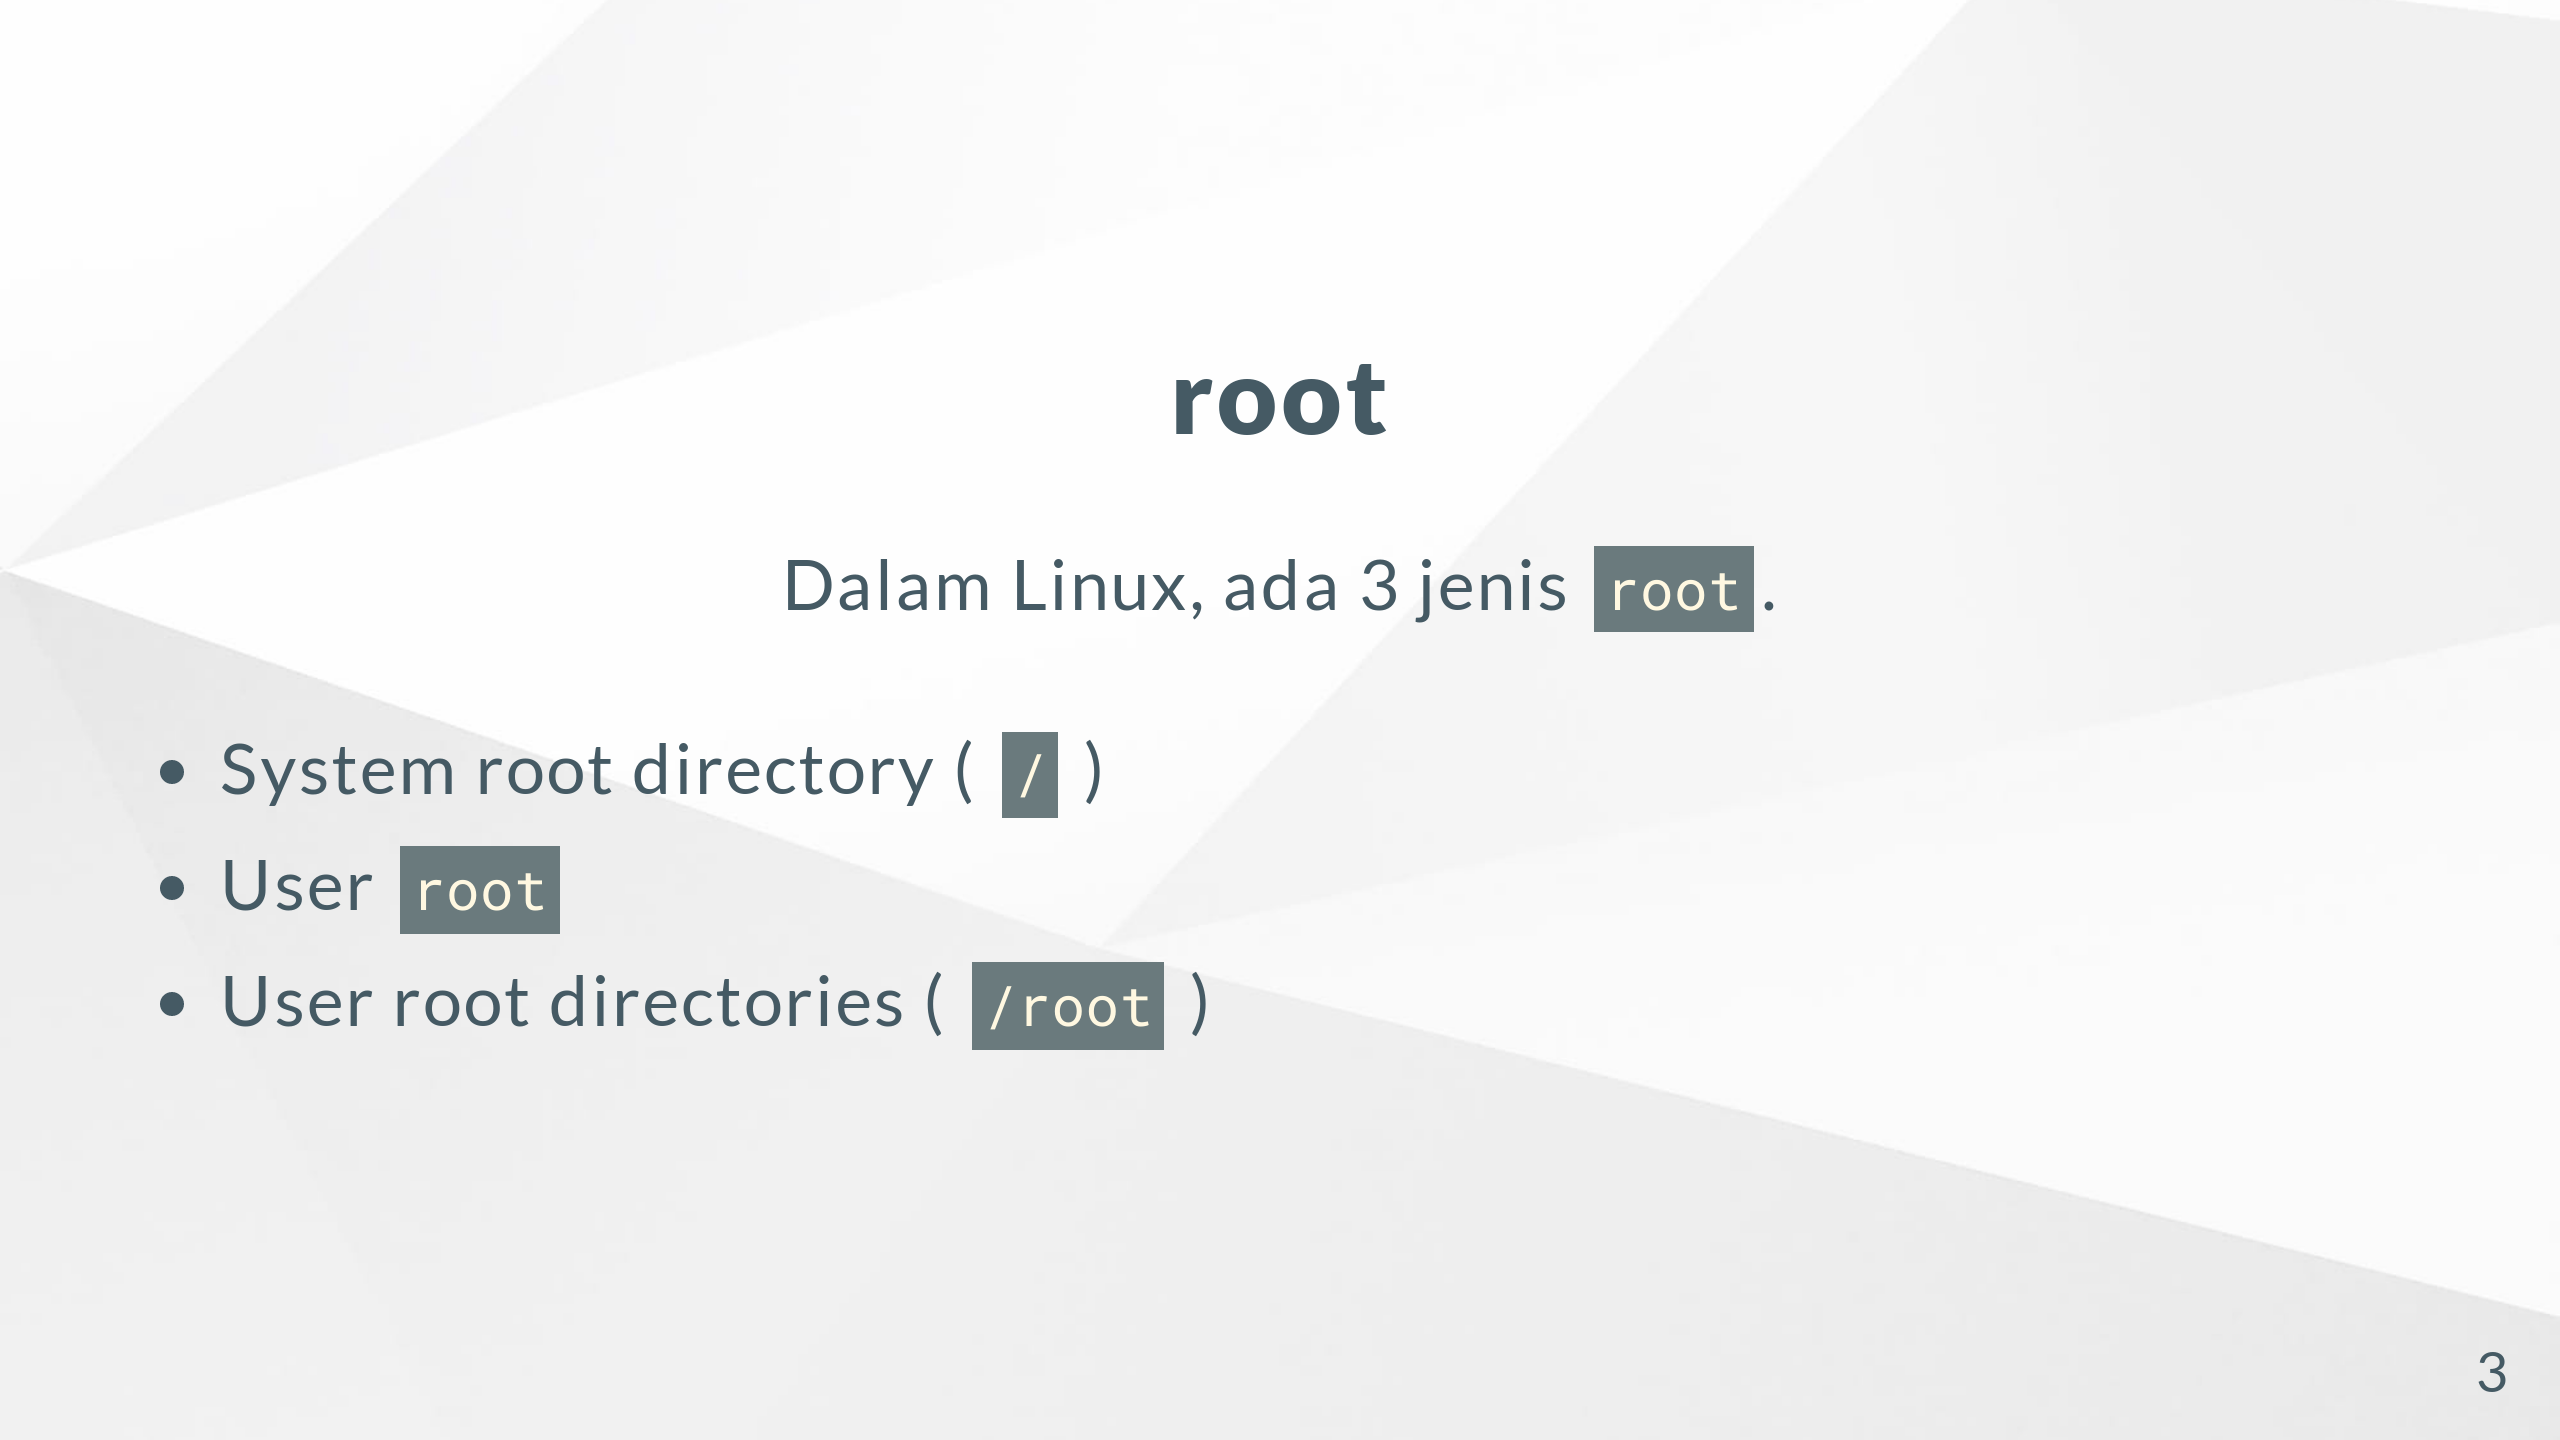 root
Dalam Linux, ada 3 jenis root.
• System root directory ( / )
• User root
• User root directories ( /root )
3